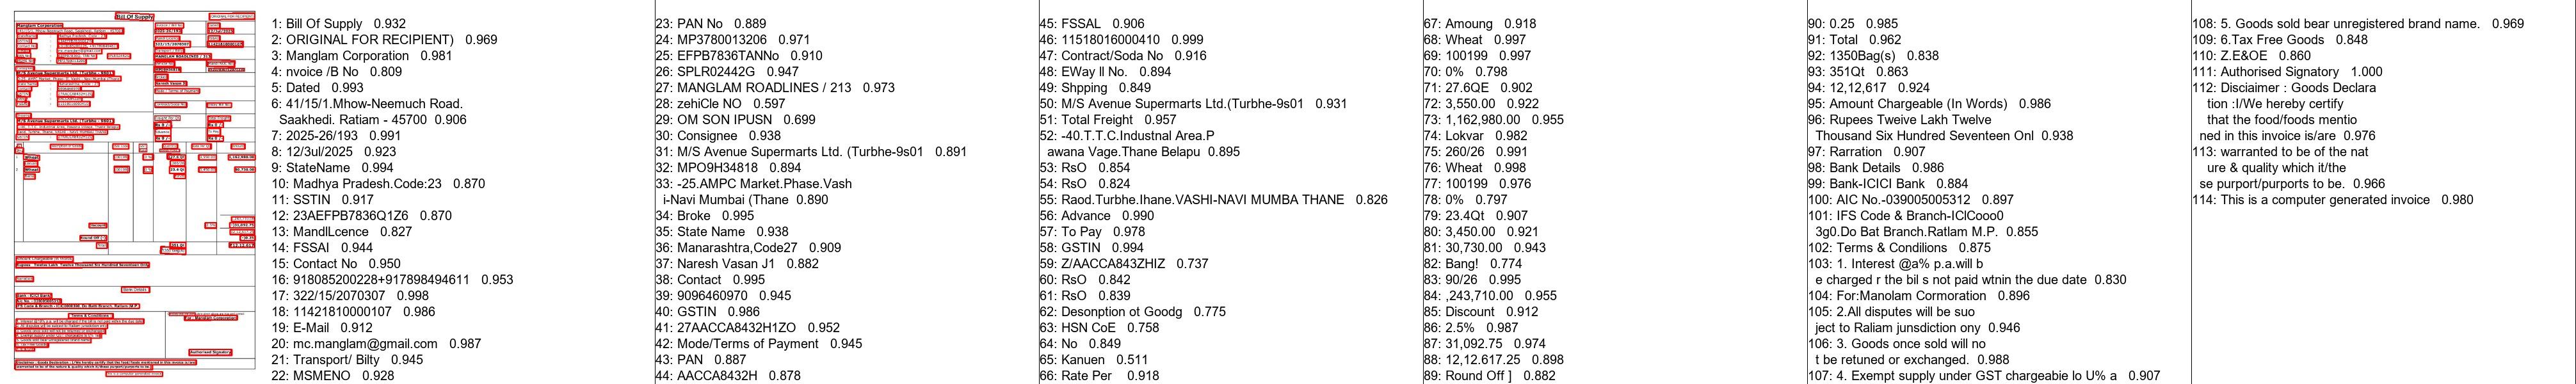 1: Bill Of Supply 0.932
2: ORIGINAL FOR RECIPIENT) 0.969
3: Manglam Corporation 0.981
4: nvoice /B No 0.809
5: Dated 0.993
6: 41/15/1.Mhow-Neemuch Road.
Saakhedi. Ratiam - 45700 0.906
7: 2025-26/193 0.991
8: 12/3ul/2025 0.923
9: StateName 0.994
10: Madhya Pradesh.Code:23 0.870
11: SSTIN 0.917
12: 23AEFPB7836Q1Z6 0.870
13: MandlLcence 0.827
14: FSSAI 0.944
15: Contact No 0.950
16: 918085200228+917898494611 0.953
17: 322/15/2070307 0.998
18: 11421810000107 0.986
19: E-Mail 0.912
20: mc.manglam@gmail.com 0.987
21: Transport/ Bilty 0.945
22: MSMENO 0.928
23: PAN No 0.889
24: MP3780013206 0.971
25: EFPB7836TANNo 0.910
26: SPLR02442G 0.947
27: MANGLAM ROADLINES / 213 0.973
28: zehiCle NO 0.597
29: OM SON IPUSN 0.699
30: Consignee 0.938
31: M/S Avenue Supermarts Ltd. (Turbhe-9s01 0.891
32: MPO9H34818 0.894
33: -25.AMPC Market.Phase.Vash
i-Navi Mumbai (Thane 0.890
34: Broke 0.995
35: State Name 0.938
36: Manarashtra,Code27 0.909
37: Naresh Vasan J1 0.882
38: Contact 0.995
39: 9096460970 0.945
40: GSTIN 0.986
41: 27AACCA8432H1ZO 0.952
42: Mode/Terms of Payment 0.945
43: PAN 0.887
44: AACCA8432H 0.878
45: FSSAL 0.906
46: 11518016000410 0.999
47: Contract/Soda No 0.916
48: EWay ll No. 0.894
49: Shpping 0.849
50: M/S Avenue Supermarts Ltd.(Turbhe-9s01 0.931
51: Total Freight 0.957
52: -40.T.T.C.Industnal Area.P
awana Vage.Thane Belapu 0.895
53: RsO 0.854
54: RsO 0.824
55: Raod.Turbhe.Ihane.VASHI-NAVI MUMBA THANE 0.826
56: Advance 0.990
57: To Pay 0.978
58: GSTIN 0.994
59: Z/AACCA843ZHIZ 0.737
60: RsO 0.842
61: RsO 0.839
62: Desonption ot Goodg 0.775
63: HSN CoE 0.758
64: No 0.849
65: Kanuen 0.511
66: Rate Per 0.918
67: Amoung 0.918
68: Wheat 0.997
69: 100199 0.997
70: 0% 0.798
71: 27.6QE 0.902
72: 3,550.00 0.922
73: 1,162,980.00 0.955
74: Lokvar 0.982
75: 260/26 0.991
76: Wheat 0.998
77: 100199 0.976
78: 0% 0.797
79: 23.4Qt 0.907
80: 3,450.00 0.921
81: 30,730.00 0.943
82: Bang! 0.774
83: 90/26 0.995
84: ,243,710.00 0.955
85: Discount 0.912
86: 2.5% 0.987
87: 31,092.75 0.974
88: 12,12.617.25 0.898
89: Round Off ] 0.882
90: 0.25 0.985
91: Total 0.962
92: 1350Bag(s) 0.838
93: 351Qt 0.863
94: 12,12,617 0.924
95: Amount Chargeable (In Words) 0.986
96: Rupees Tweive Lakh Twelve
Thousand Six Hundred Seventeen Onl 0.938
97: Rarration 0.907
98: Bank Details 0.986
99: Bank-ICICI Bank 0.884
100: AIC No.-039005005312 0.897
101: IFS Code & Branch-IClCooo0
3g0.Do Bat Branch.Ratlam M.P. 0.855
102: Terms & Condilions 0.875
103: 1. Interest @a% p.a.will b
e charged r the bil s not paid wtnin the due date 0.830
104: For:Manolam Cormoration 0.896
105: 2.All disputes will be suo
ject to Raliam junsdiction ony 0.946
106: 3. Goods once sold will no
t be retuned or exchanged. 0.988
107: 4. Exempt supply under GST chargeible lo U% a 0.907
108: 5. Goods sold bear unregistered brand name. 0.969
109: 6.Tax Free Goods 0.848
110: Z.E&OE 0.860
111: Authorised Signatory 1.000
112: Disciaimer : Goods Declara
tion :I/We hereby certify
that the food/foods mentio
ned in this invoice is/are 0.976
113: warranted to be of the nat
ure & quality which it/the
se purport/purports to be. 0.966
114: This is a computer generated invoice 0.980